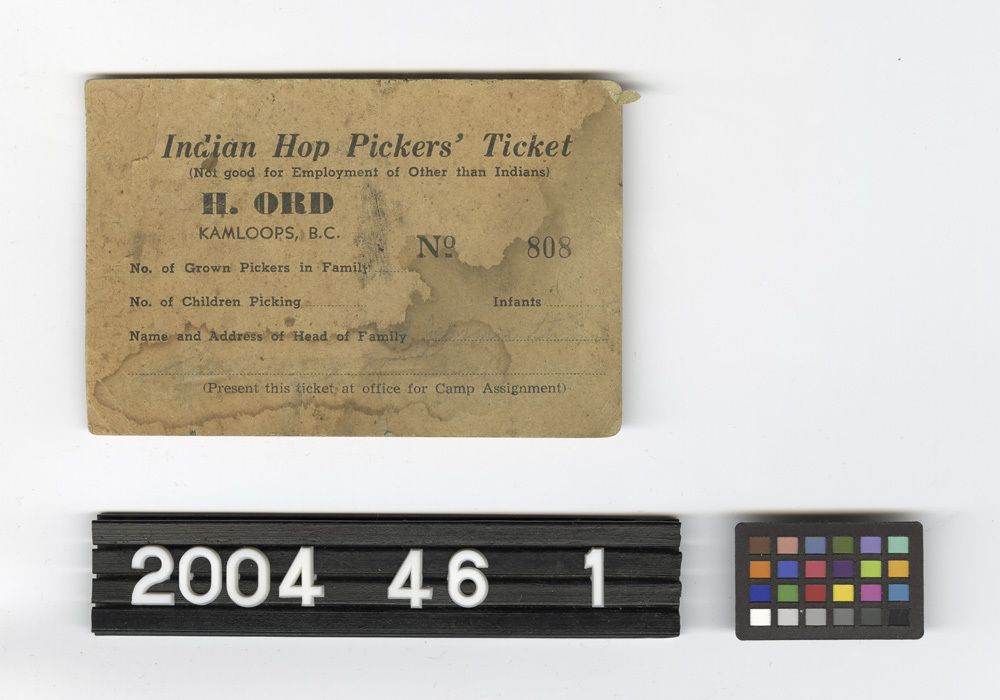 Indian Hop Pickers' Ticket
(Not good for Employment of Other than Indians)
H. ORD
KAMLOOPS, B.C.
No 808
No. of Grown Pickers in Family
No. of Children Picking Infants
Name and Address of Head of Family
(Present this ticket at office for Camp Assignment)
2004 46 1